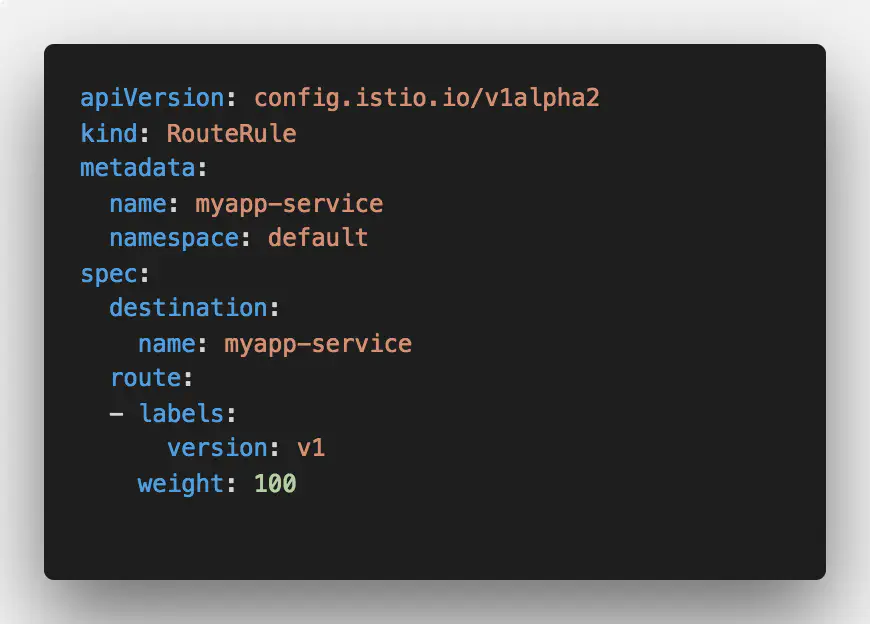 apiVersion: config.istio.io/v1alpha2
kind: RouteRule
metadata:
  name: myapp-service
  namespace: default
spec:
  destination:
    name: myapp-service
  route:
  - labels:
      version: v1
    weight: 100